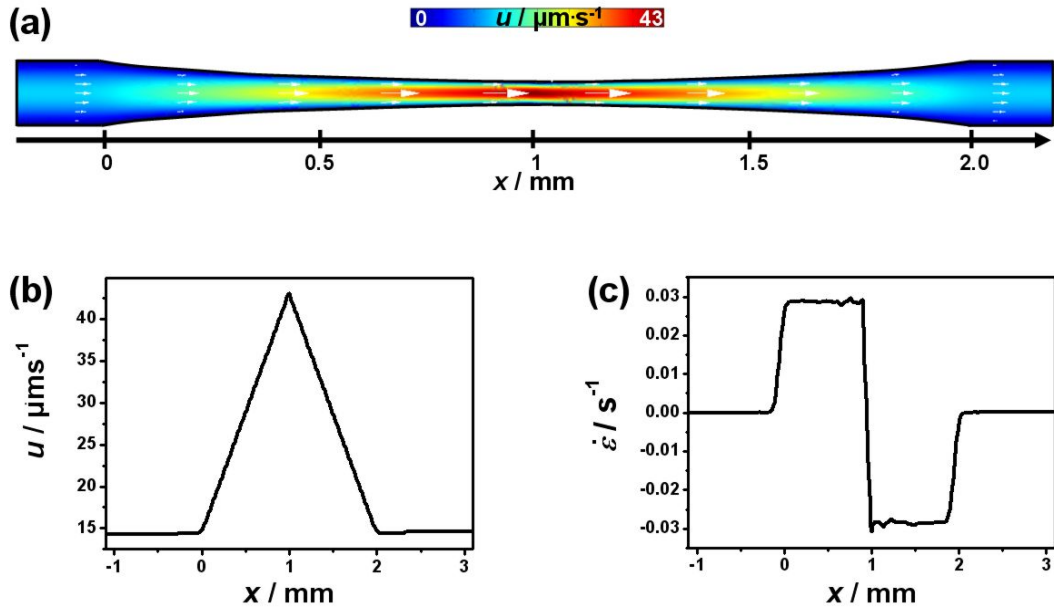 (a)
0 u / µm·s⁻¹ 43
0 0.5 1 1.5 2.0
x / mm
(b)
u / µms⁻¹
40
35
30
25
20
15
-1 0 1 2 3
x / mm
(c)
ε̇ / s⁻¹
0.03
0.02
0.01
0.00
-0.01
-0.02
-0.03
-1 0 1 2 3
x / mm